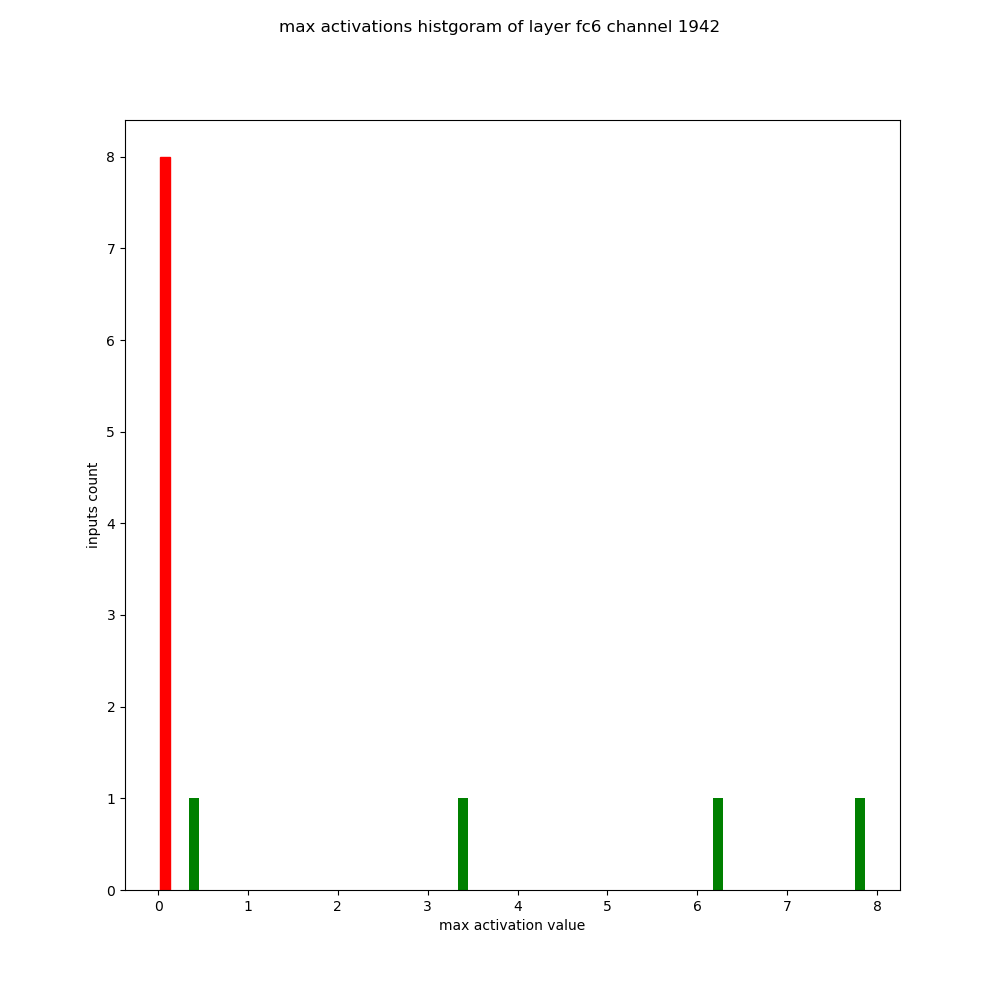 max activations histgoram of layer fc6 channel 1942
8
7
6
5
4
3
2
1
0
inputs count
0 1 2 3 4 5 6 7 8
max activation value